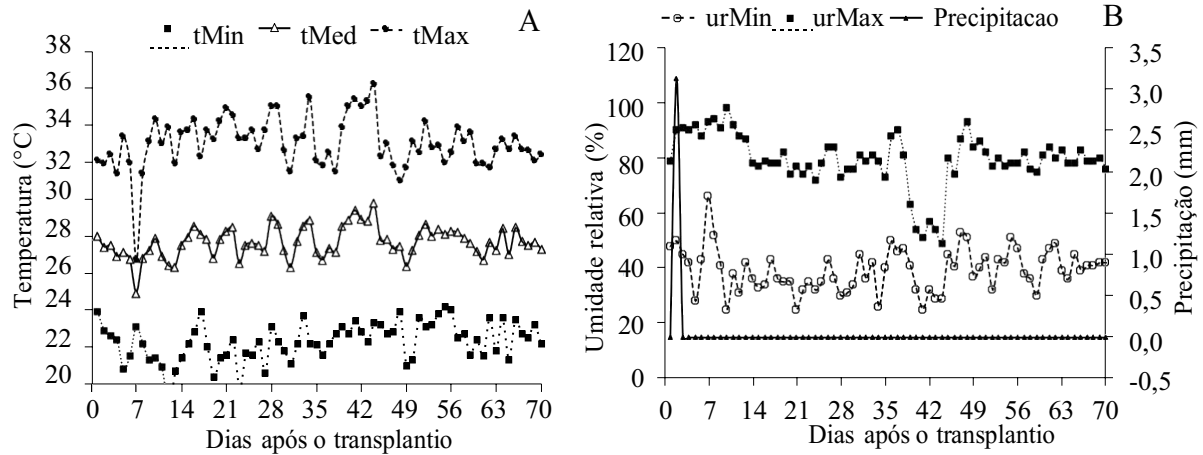 A
tMin tMed tMax
Temperatura (°C)
38
36
34
32
30
28
26
24
22
20
0 7 14 21 28 35 42 49 56 63 70
Dias após o transplantio
B
urMin urMax Precipitacao
Umidade relativa (%)
120
100
80
60
40
20
0
3,5
3,0
2,5
2,0
1,5
1,0
0,5
0,0
-0,5
Precipitação (mm)
0 7 14 21 28 35 42 49 56 63 70
Dias após o transplantio